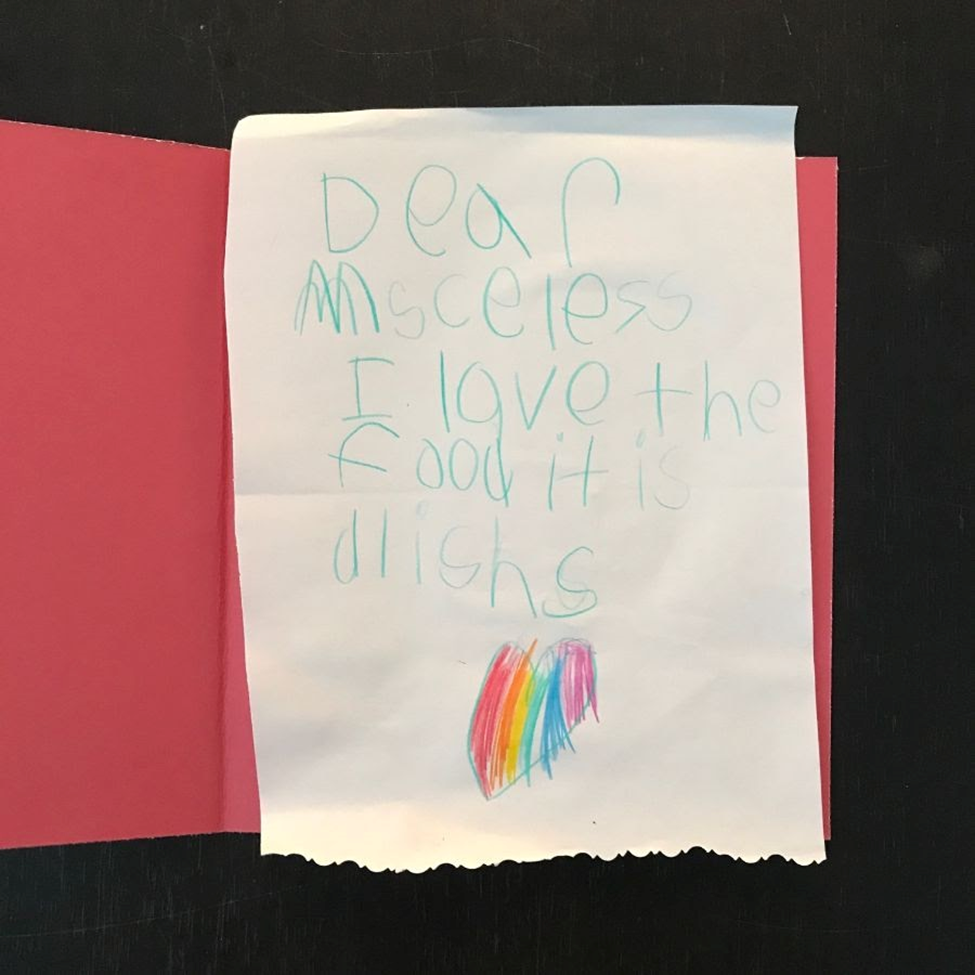 Dear
Msceless
I love the
food it is
dlishs